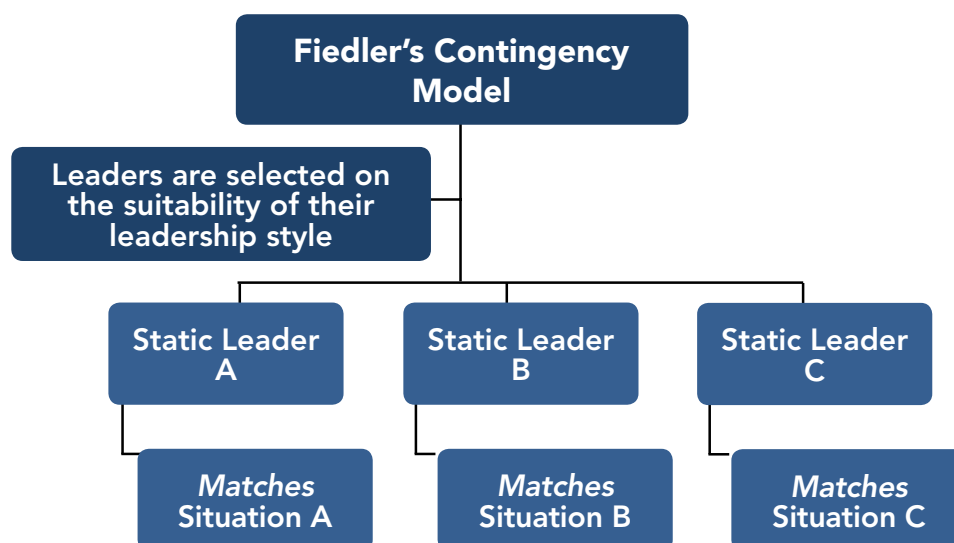 Fiedler’s Contingency
Model
Leaders are selected on
the suitability of their
leadership style
Static Leader
A
Static Leader
B
Static Leader
C
Matches
Situation A
Matches
Situation B
Matches
Situation C